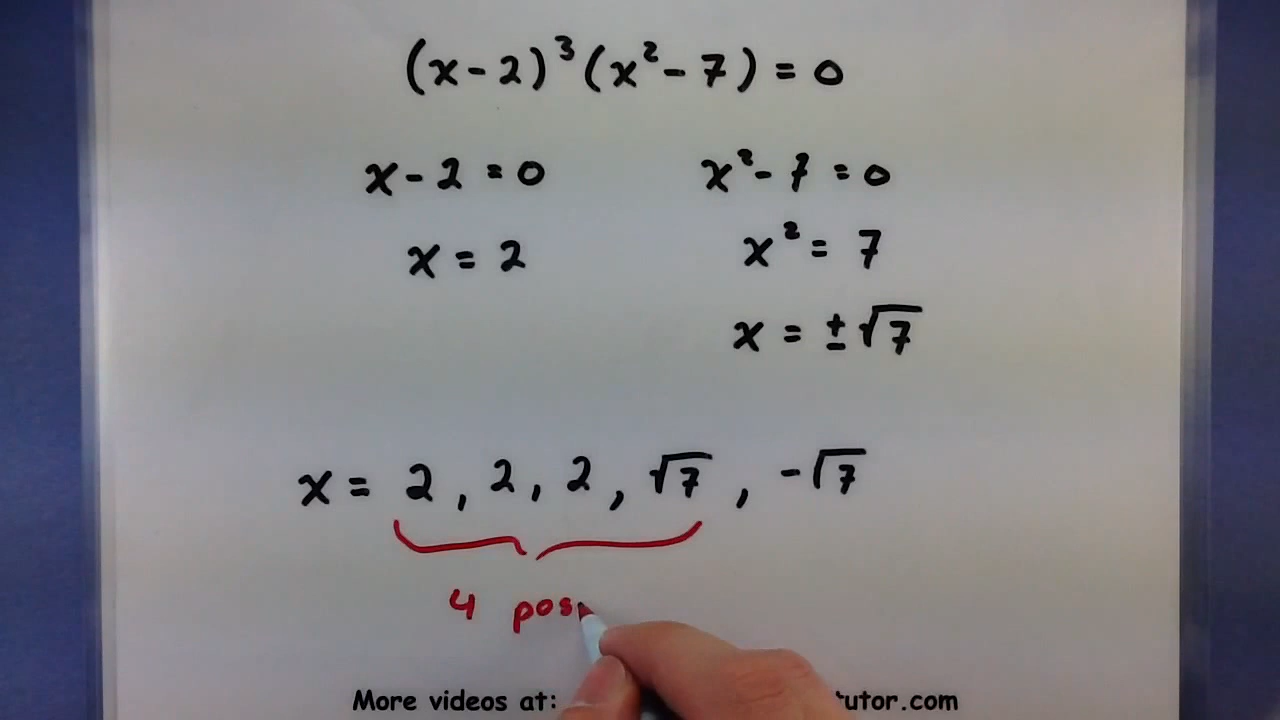 (x-2)³(x²-7)=0
x-2=0
x²-7=0
x=2
x²=7
x=±√7
x=2,2,2,√7,-√7
4 pos
More videos at: tutor.com